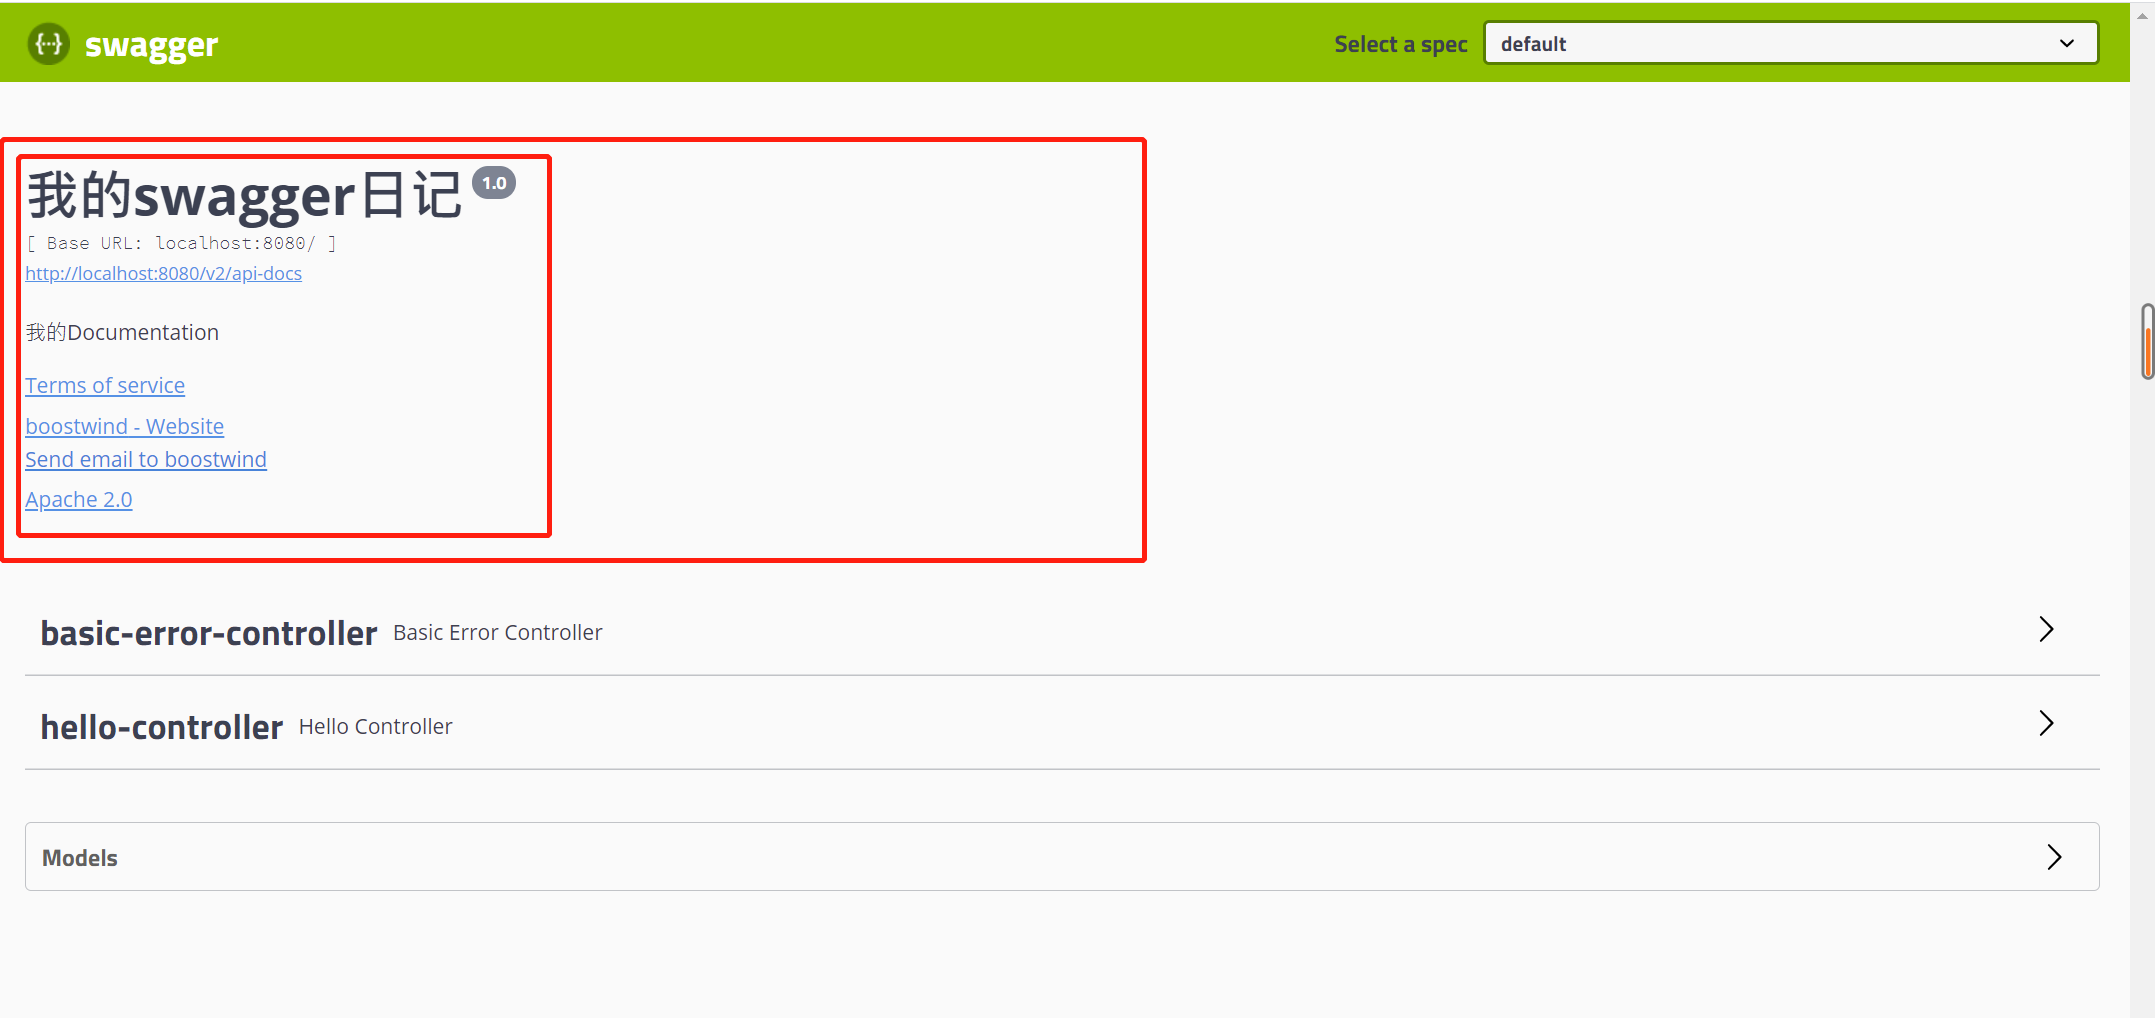 {···} swagger
Select a spec default
我的swagger日记 1.0
[ Base URL: localhost:8080/ ]
http://localhost:8080/v2/api-docs
我的Documentation
Terms of service
boostwind - Website
Send email to boostwind
Apache 2.0
basic-error-controller Basic Error Controller
hello-controller Hello Controller
Models